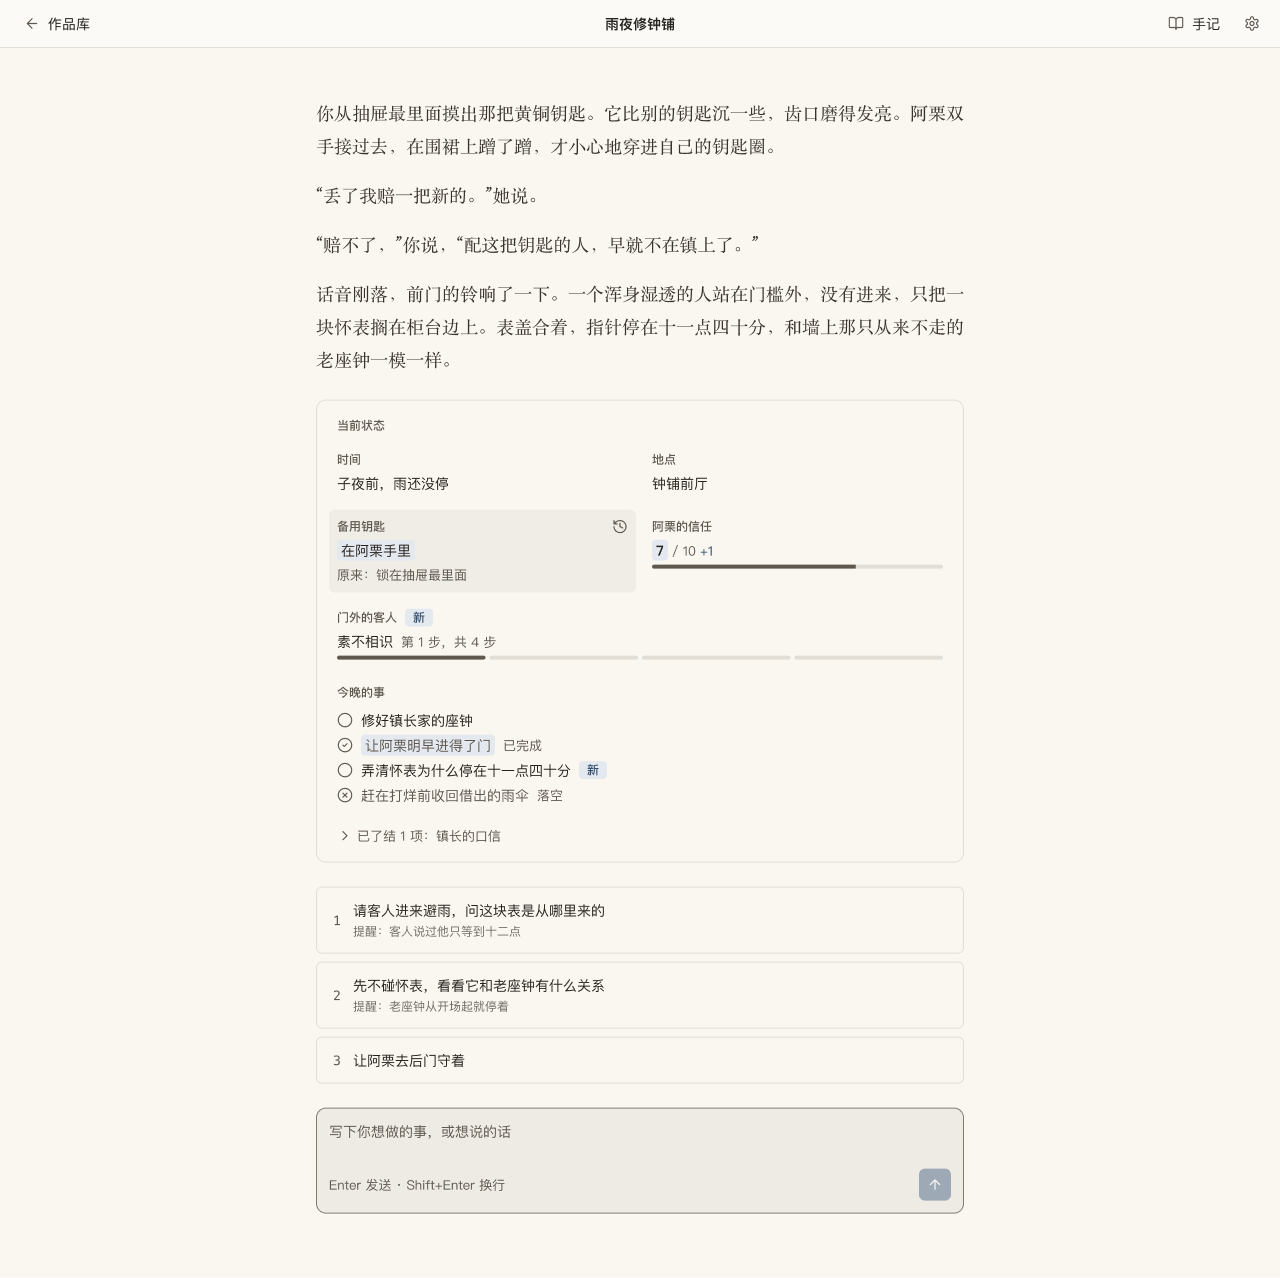 作品库
雨夜修钟铺
手记
你从抽屉最里面摸出那把黄铜钥匙。它比别的钥匙沉一些，齿口磨得发亮。阿栗双
手接过去，在围裙上蹭了蹭，才小心地穿进自己的钥匙圈。
“丢了我赔一把新的。”她说。
“赔不了，”你说，“配这把钥匙的人，早就不在镇上了。”
话音刚落，前门的铃响了一下。一个浑身湿透的人站在门槛外，没有进来，只把一
块怀表搁在柜台边上。表盖合着，指针停在十一点四十分，和墙上那只从来不走的
老座钟一模一样。
当前状态
时间
子夜前，雨还没停
地点
钟铺前厅
备用钥匙
在阿栗手里
原来：锁在抽屉最里面
阿栗的信任
7 / 10 +1
门外的客人 新
素不相识 第 1 步，共 4 步
今晚的事
修好镇长家的座钟
让阿栗明早进得了门 已完成
弄清怀表为什么停在十一点四十分 新
赶在打烊前收回借出的雨伞 落空
已了结 1 项：镇长的口信
1 请客人进来避雨，问这块表是从哪里来的
提醒：客人说过他只等到十二点
2 先不碰怀表，看看它和老座钟有什么关系
提醒：老座钟从开场起就停着
3 让阿栗去后门守着
写下你想做的事，或想说的话
Enter 发送 · Shift+Enter 换行